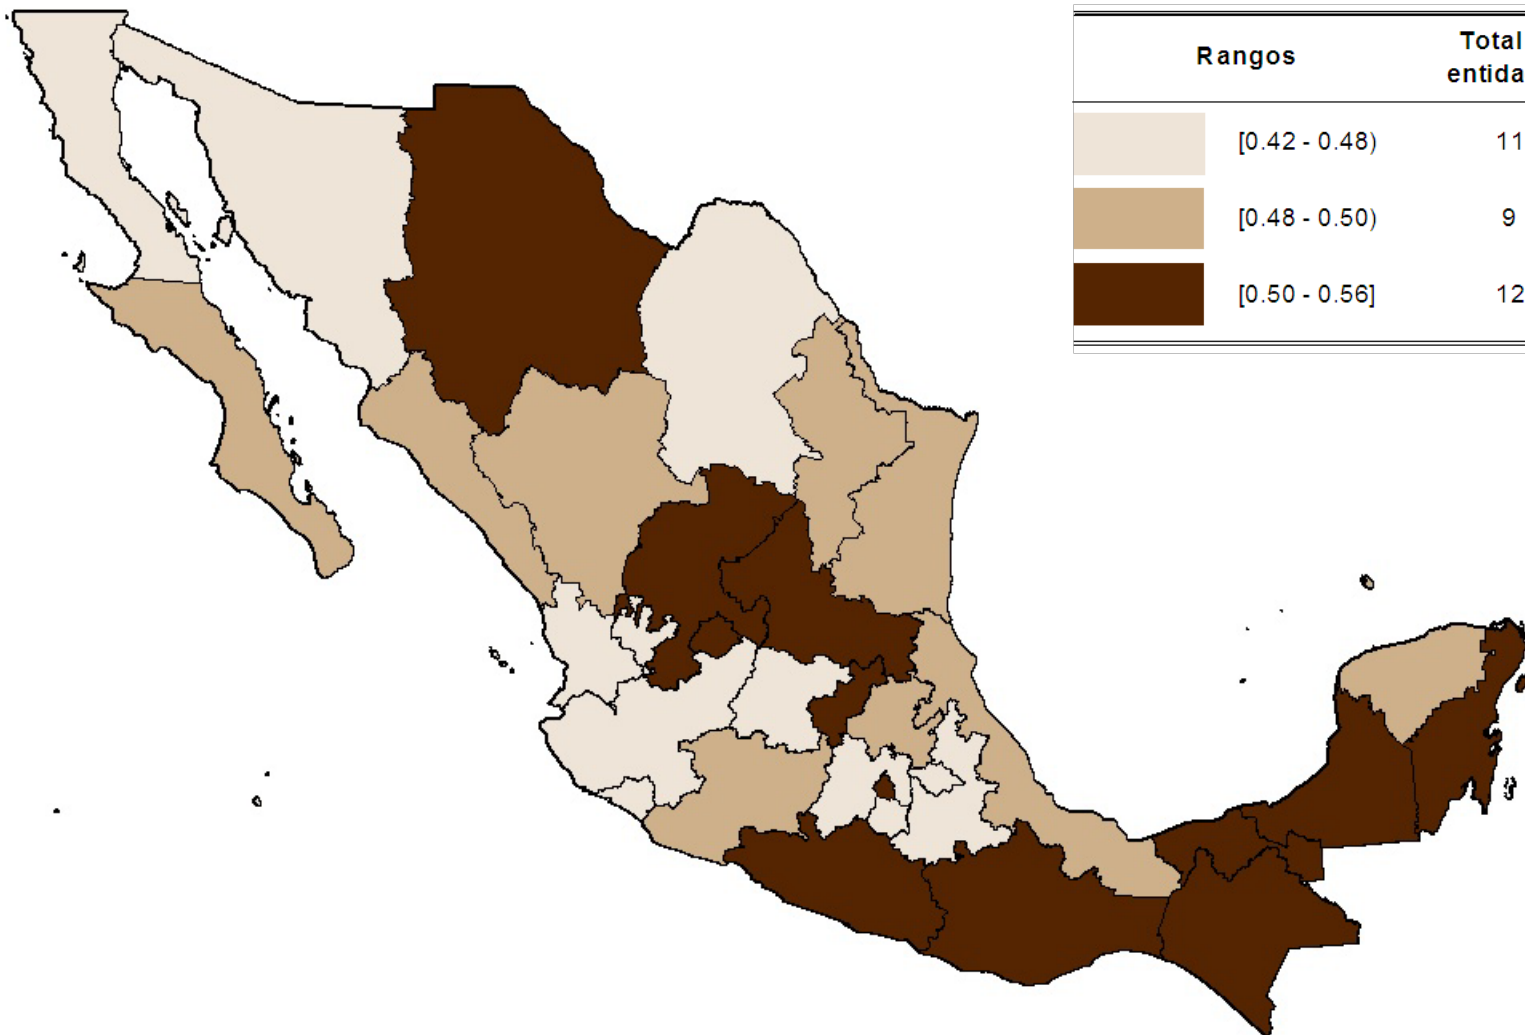 Rangos
Total
entida
[0.42 - 0.48) 11
[0.48 - 0.50) 9
[0.50 - 0.56] 12